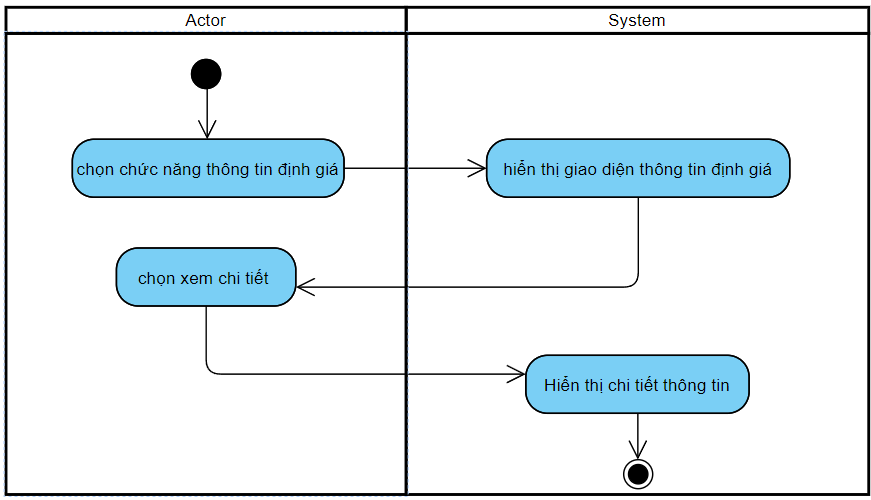 Actor
System
chọn chức năng thông tin định giá
hiển thị giao diện thông tin định giá
chọn xem chi tiết
Hiển thị chi tiết thông tin